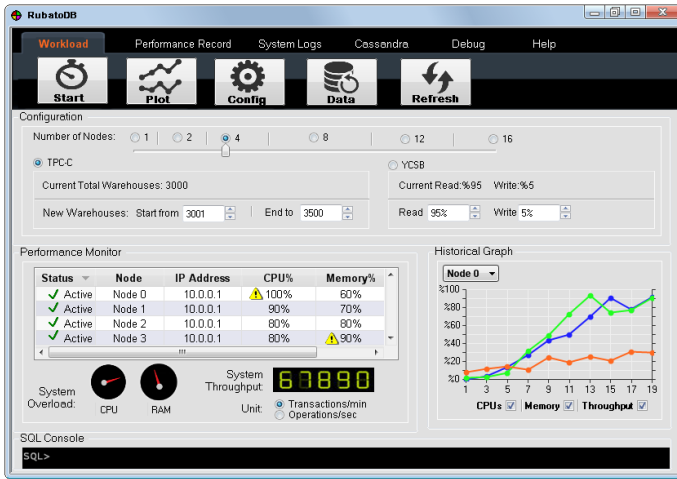 RubatoDB
Workload Performance Record System Logs Cassandra Debug Help
Start Plot Config Data Refresh
Configuration
Number of Nodes: 1 2 4 8 12 16
TPC-C YCSB
Current Total Warehouses: 3000 Current Read:%95 Write:%5
New Warehouses: Start from 3001 End to 3500 Read 95% Write 5%
Performance Monitor Historical Graph
Status Node IP Address CPU% Memory% Node 0
Active Node 0 10.0.0.1 100% 60%
Active Node 1 10.0.0.1 90% 70%
Active Node 2 10.0.0.1 80% 80%
Active Node 3 10.0.0.1 80% 90%
%100
%80
%60
%40
%20
%0
1 3 5 7 9 11 13 15 17 19
CPUs Memory Throughput
System Overload: CPU RAM
System Throughput: 67890
Unit: Transactions/min
Operations/sec
SQL Console
SQL>